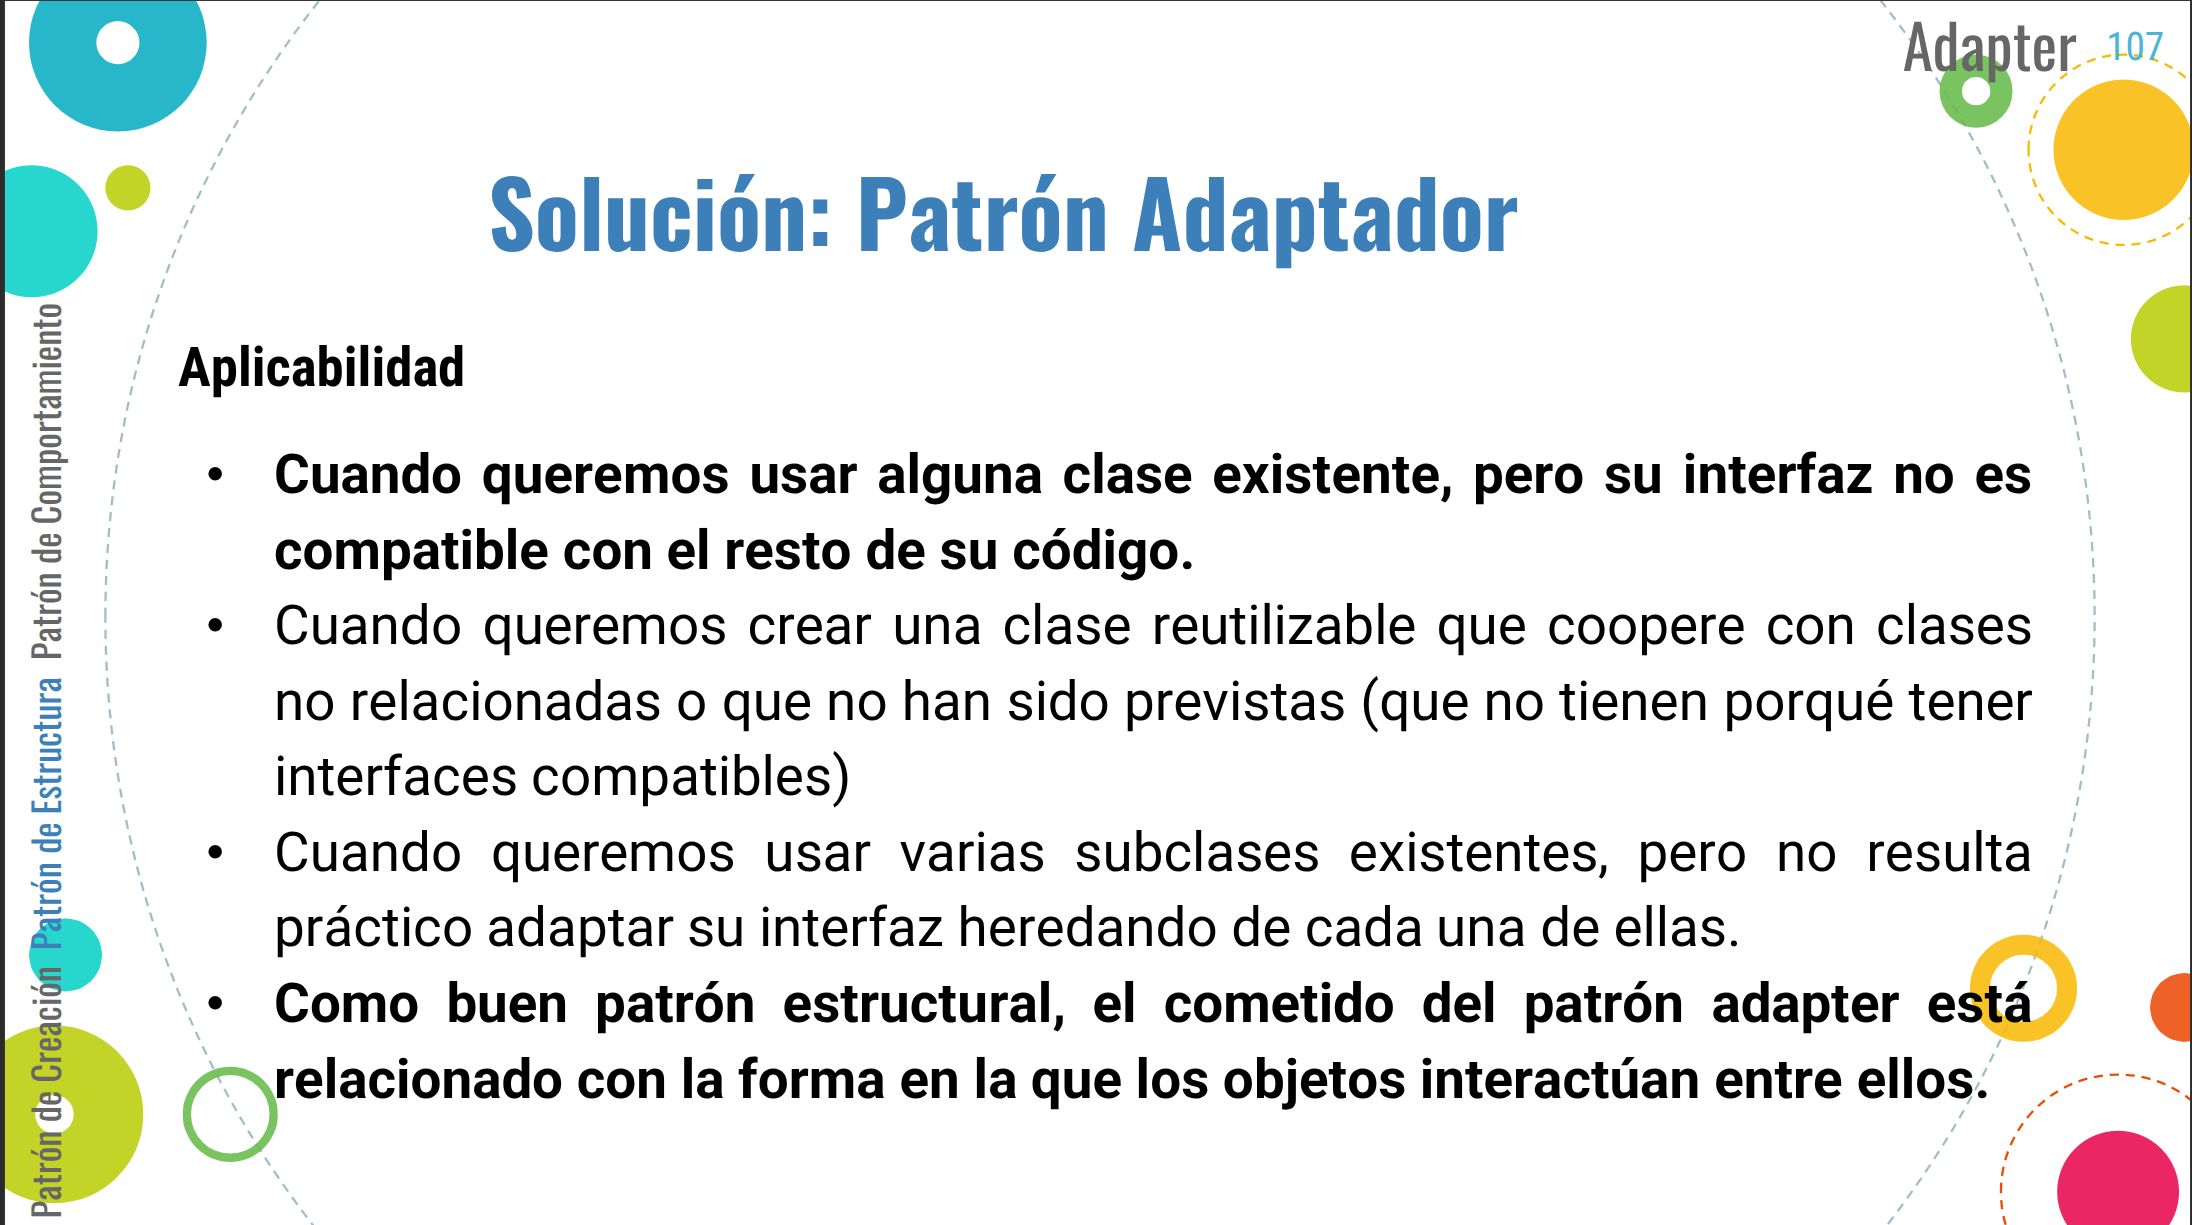 Adapter 107
Solución: Patrón Adaptador
Aplicabilidad
• Cuando queremos usar alguna clase existente, pero su interfaz no es
compatible con el resto de su código.
• Cuando queremos crear una clase reutilizable que coopere con clases
no relacionadas o que no han sido previstas (que no tienen porqué tener
interfaces compatibles)
• Cuando queremos usar varias subclases existentes, pero no resulta
práctico adaptar su interfaz heredando de cada una de ellas.
• Como buen patrón estructural, el cometido del patrón adapter está
relacionado con la forma en la que los objetos interactúan entre ellos.
Patrón de Creación Patrón de Estructura Patrón de Comportamiento